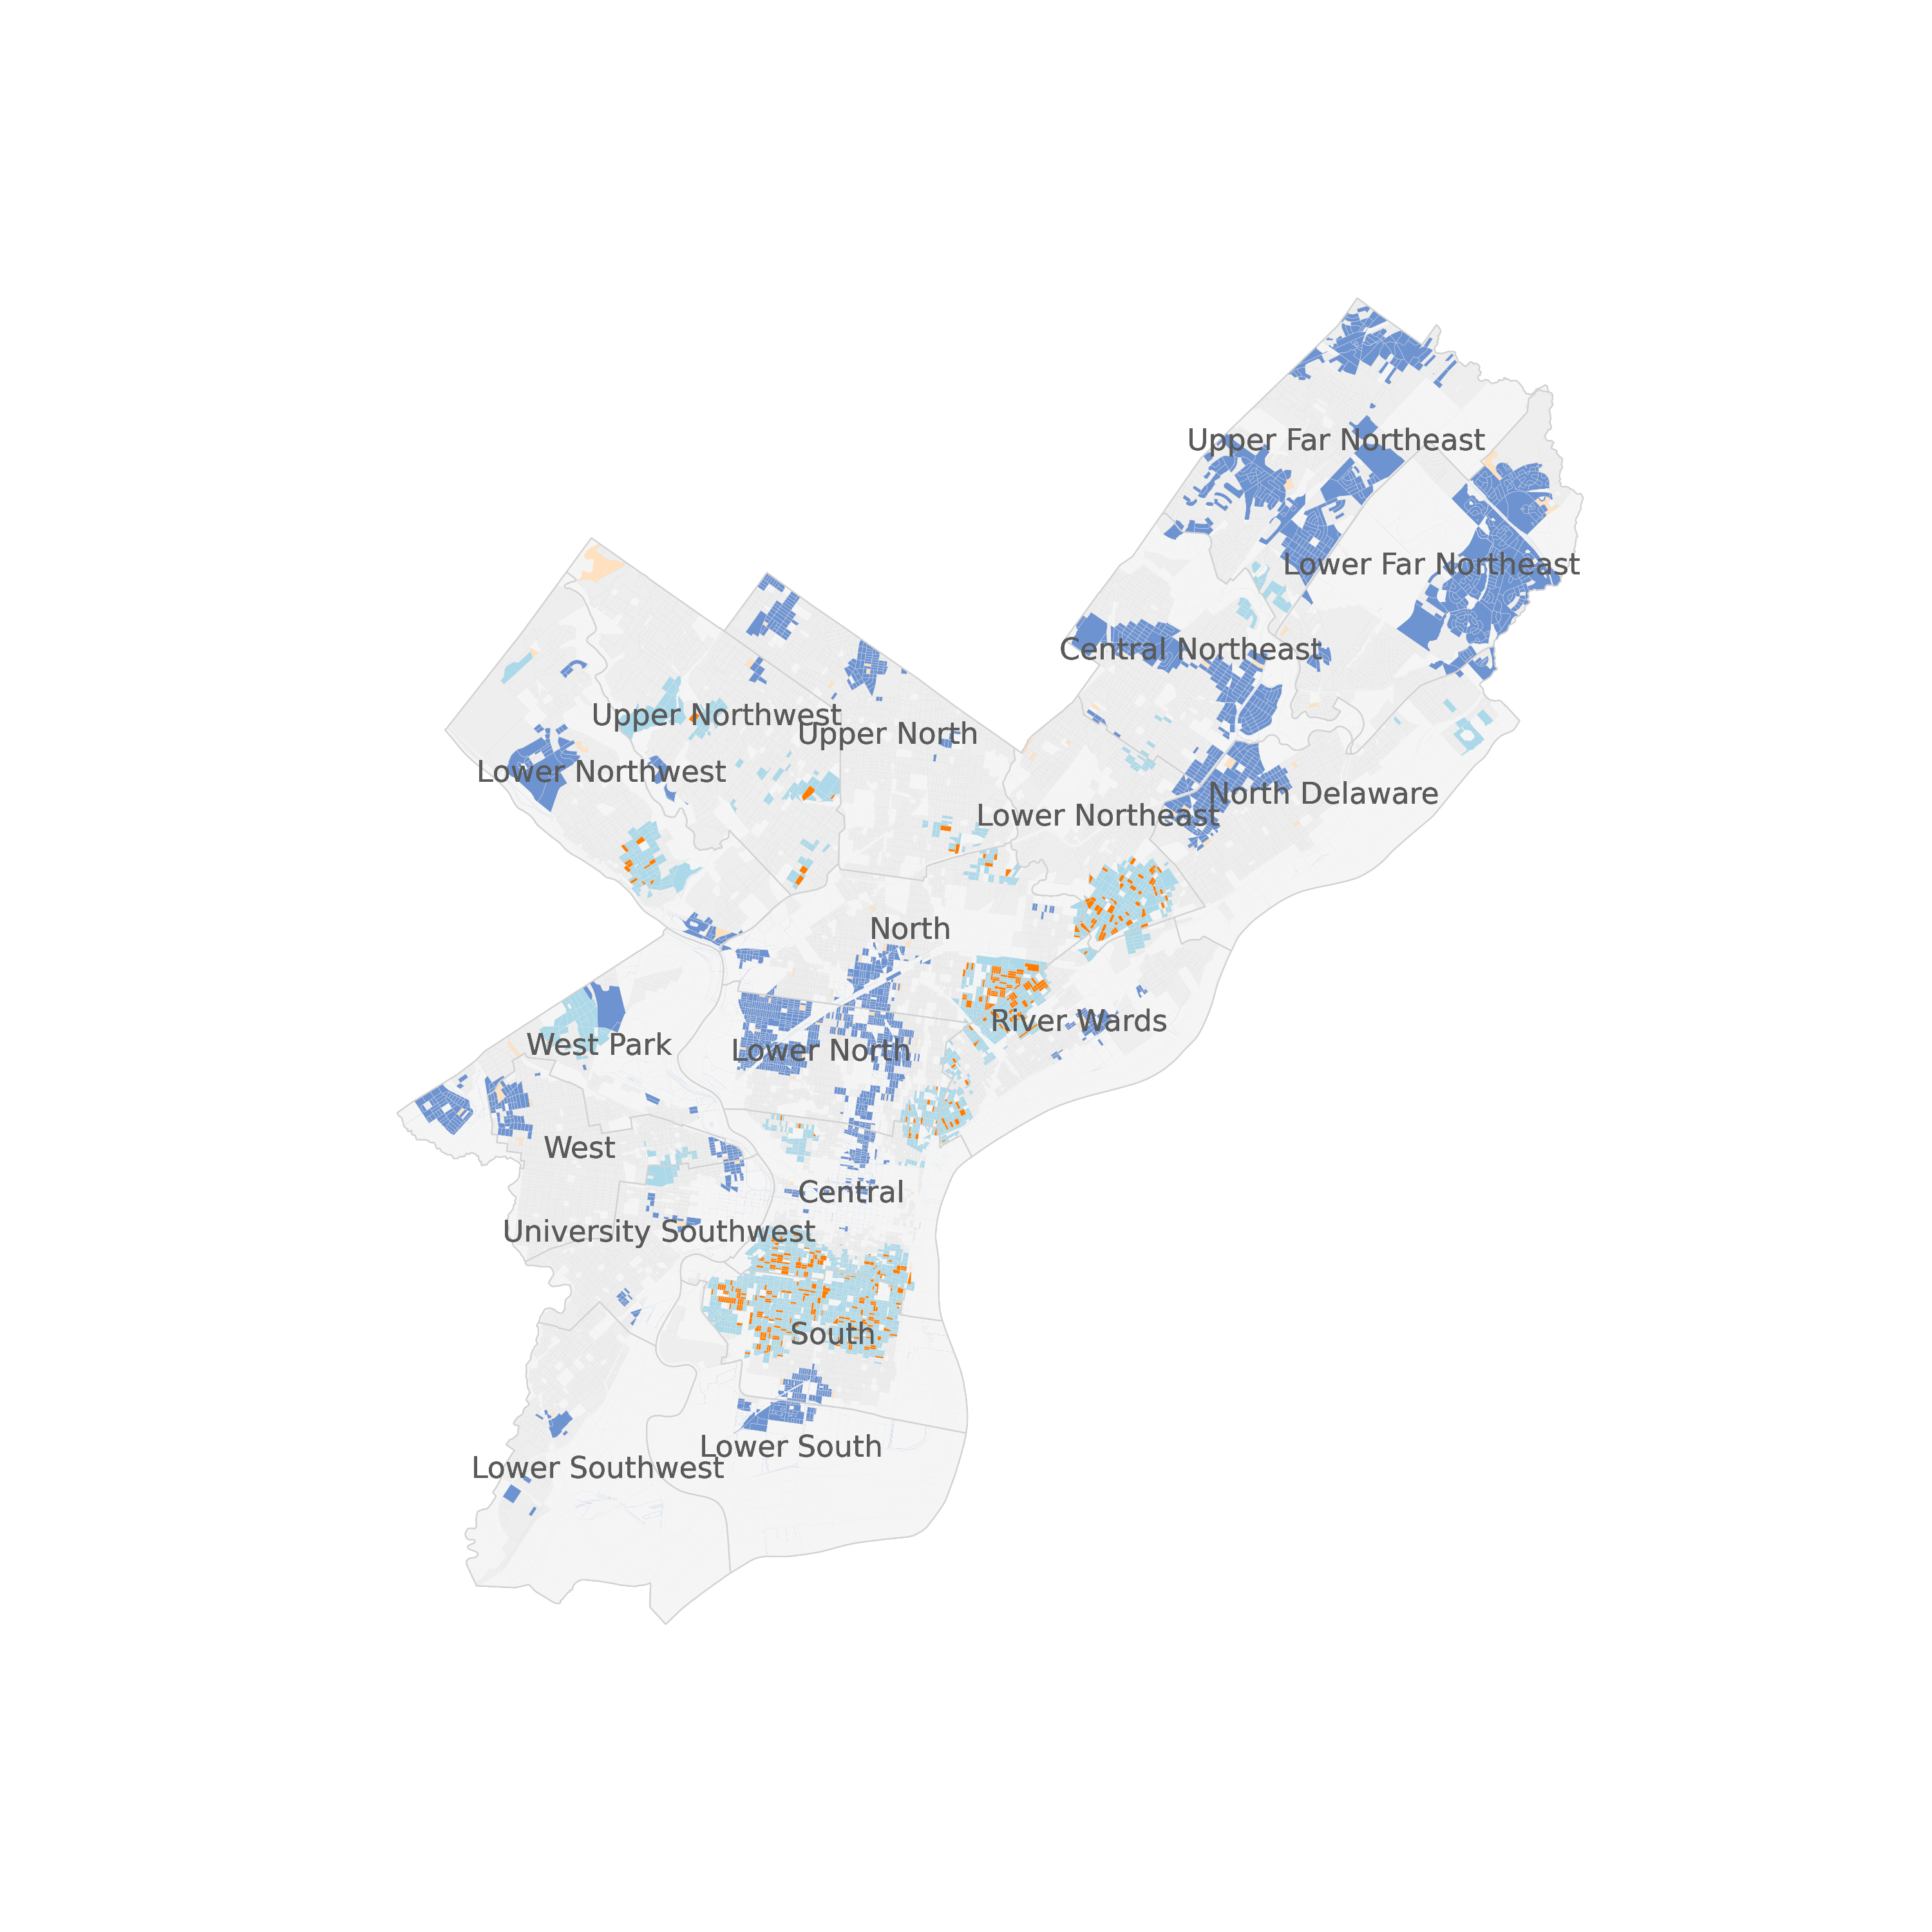 Upper Far Northeast
Lower Far Northeast
Central Northeast
Upper Northwest
Upper North
Lower Northwest
North Delaware
Lower Northeast
North
River Wards
West Park
Lower North
West
Central
University Southwest
South
Lower South
Lower Southwest